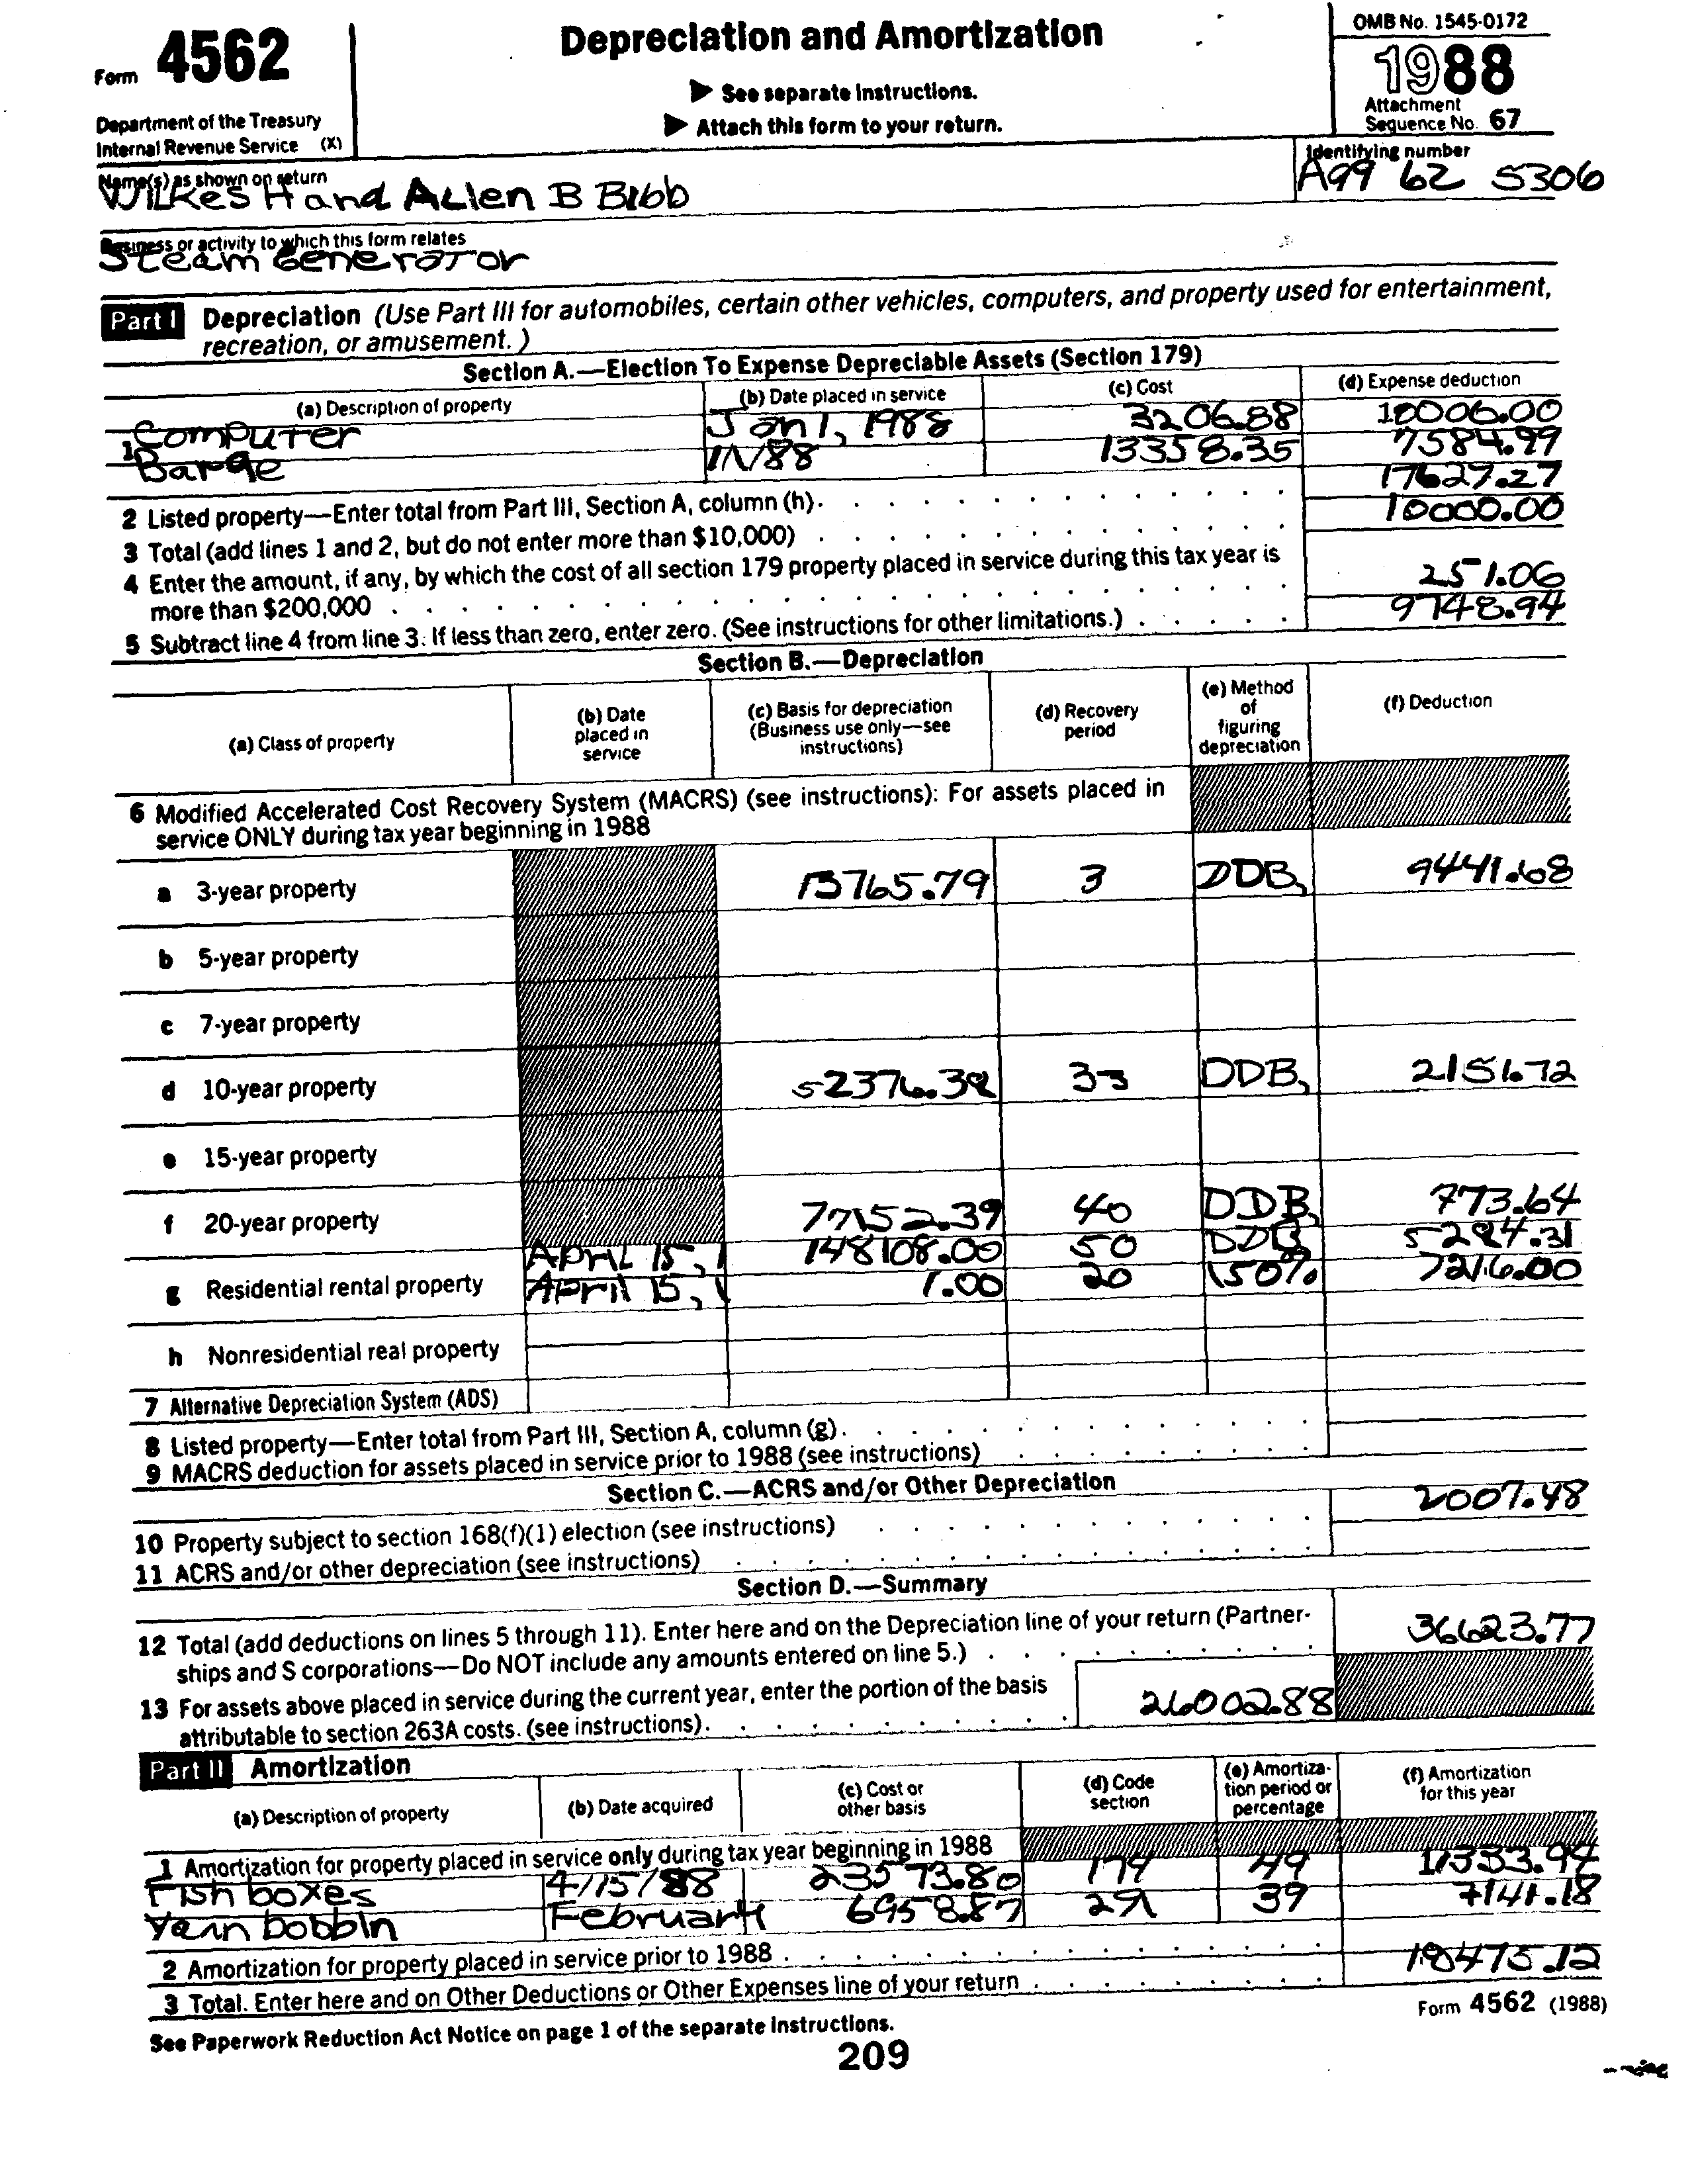 Form 4562
Department of the Treasury
Internal Revenue Service (X)
Depreciation and Amortization
▶ See separate instructions.
▶ Attach this form to your return.
OMB No. 1545-0172
1988
Attachment
Sequence No. 67
Name(s) as shown on return
Wilkes H and Allen B Bibb
Identifying number
A99 62 5306
Business or activity to which this form relates
Steam Generator
Part I Depreciation (Use Part III for automobiles, certain other vehicles, computers, and property used for entertainment,
recreation, or amusement.)
Section A.—Election To Expense Depreciable Assets (Section 179)
(a) Description of property (b) Date placed in service (c) Cost (d) Expense deduction
1 Computer Jan 1, 1988 3206.88 10006.00
Barge 1/1/88 13358.35 7584.99
17627.27
2 Listed property—Enter total from Part III, Section A, column (h). 10000.00
3 Total (add lines 1 and 2, but do not enter more than $10,000)
4 Enter the amount, if any, by which the cost of all section 179 property placed in service during this tax year is
more than $200,000 251.06
5 Subtract line 4 from line 3. If less than zero, enter zero. (See instructions for other limitations.) 9748.94
Section B.—Depreciation
(a) Class of property (b) Date placed in service (c) Basis for depreciation (Business use only—see instructions) (d) Recovery period (e) Method of figuring depreciation (f) Deduction
6 Modified Accelerated Cost Recovery System (MACRS) (see instructions): For assets placed in
service ONLY during tax year beginning in 1988
a 3-year property 13765.79 3 DDB, 9441.68
b 5-year property
c 7-year property
d 10-year property 52376.38 33 DDB, 2151.72
e 15-year property
f 20-year property 77152.39 40 DDB, 773.64
April 15, 1 148108.00 50 DDB 5284.31
g Residential rental property April 15, 1 1.00 20 150% 7216.00
h Nonresidential real property
7 Alternative Depreciation System (ADS)
8 Listed property—Enter total from Part III, Section A, column (g).
9 MACRS deduction for assets placed in service prior to 1988 (see instructions)
Section C.—ACRS and/or Other Depreciation
10 Property subject to section 168(f)(1) election (see instructions) 2007.48
11 ACRS and/or other depreciation (see instructions)
Section D.—Summary
12 Total (add deductions on lines 5 through 11). Enter here and on the Depreciation line of your return (Partner-
ships and S corporations—Do NOT include any amounts entered on line 5.) 36623.77
13 For assets above placed in service during the current year, enter the portion of the basis
attributable to section 263A costs. (see instructions). 26002.88
Part II Amortization
(a) Description of property (b) Date acquired (c) Cost or other basis (d) Code section (e) Amortization period or percentage (f) Amortization for this year
1 Amortization for property placed in service only during tax year beginning in 1988
Fish boxes 4/15/88 23573.80 174 49 11333.94
Yarn bobbin February 6958.87 29 39 7141.18
2 Amortization for property placed in service prior to 1988
3 Total. Enter here and on Other Deductions or Other Expenses line of your return 18475.12
See Paperwork Reduction Act Notice on page 1 of the separate instructions.
Form 4562 (1988)
209